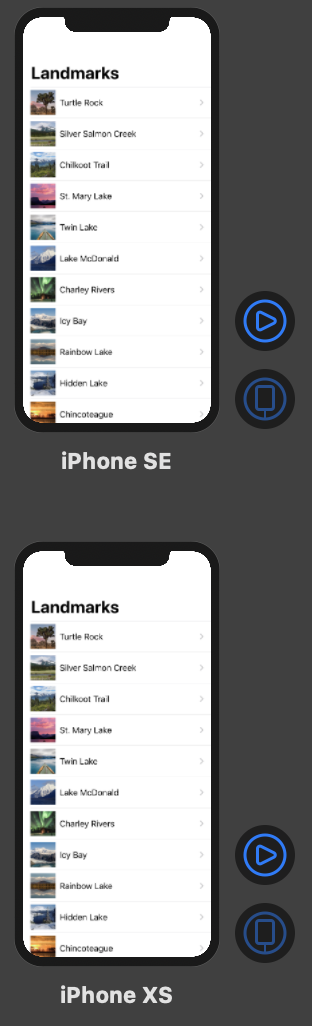 Landmarks
Turtle Rock
Silver Salmon Creek
Chilkoot Trail
St. Mary Lake
Twin Lake
Lake McDonald
Charley Rivers
Icy Bay
Rainbow Lake
Hidden Lake
Chincoteague
iPhone SE
Landmarks
Turtle Rock
Silver Salmon Creek
Chilkoot Trail
St. Mary Lake
Twin Lake
Lake McDonald
Charley Rivers
Icy Bay
Rainbow Lake
Hidden Lake
Chincoteague
iPhone XS